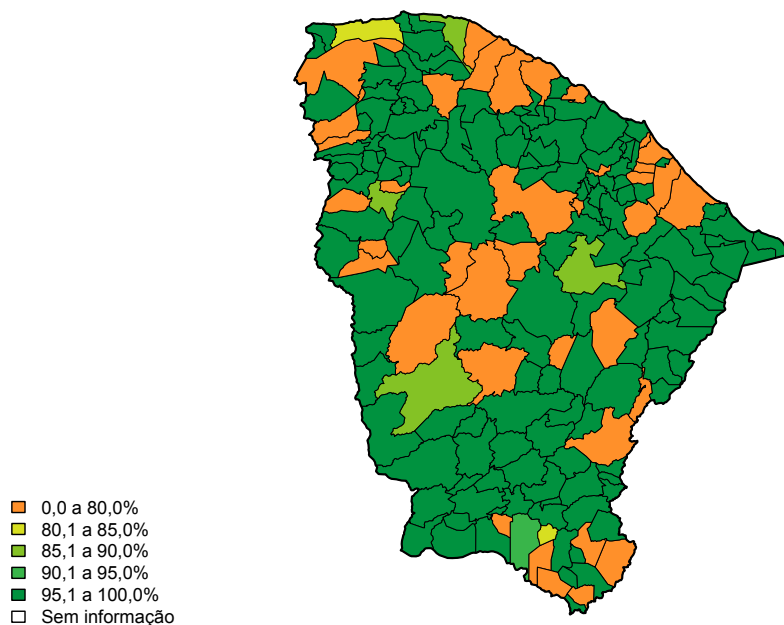 0,0 a 80,0%
80,1 a 85,0%
85,1 a 90,0%
90,1 a 95,0%
95,1 a 100,0%
Sem informação